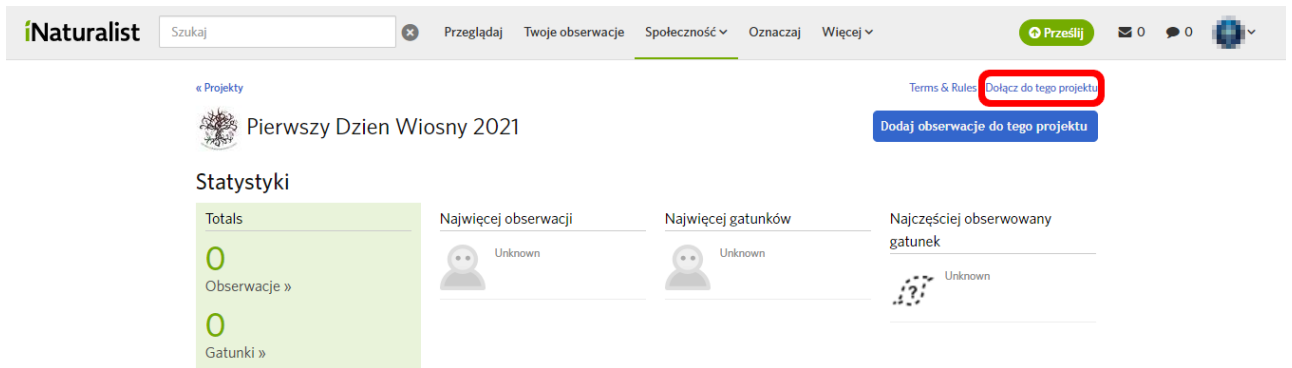 iNaturalist
Szukaj
Przeglądaj Twoje obserwacje Społeczność Oznaczaj Więcej
Prześlij 0 0
« Projekty
Terms & Rules Dołącz do tego projektu
Pierwszy Dzien Wiosny 2021
Dodaj obserwacje do tego projektu
Statystyki
Totals
0
Obserwacje »
0
Gatunki »
Najwięcej obserwacji
Unknown
Najwięcej gatunków
Unknown
Najczęściej obserwowany
gatunek
Unknown